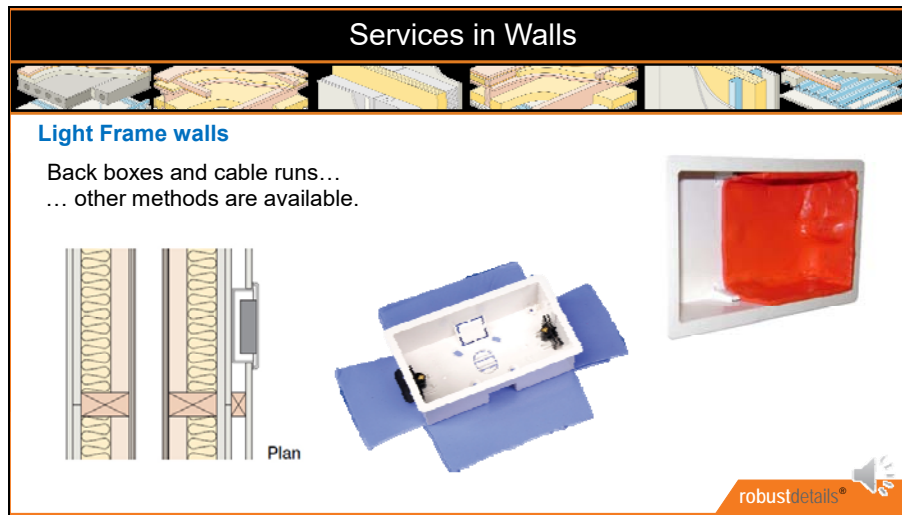 Services in Walls
Light Frame walls
Back boxes and cable runs…
… other methods are available.
Plan
robustdetails®